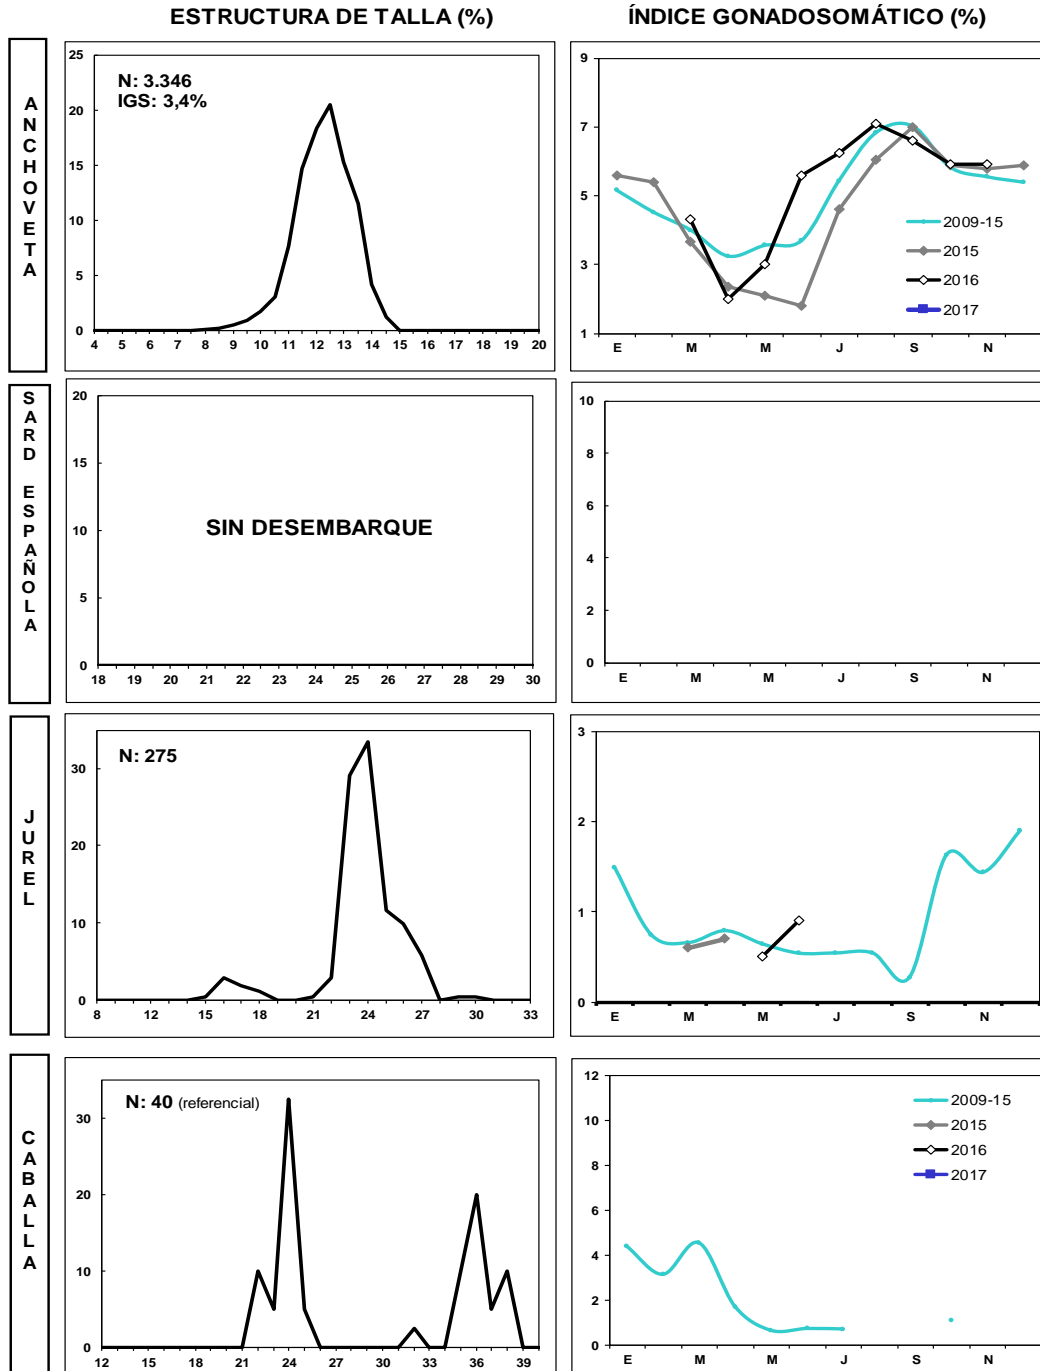 ESTRUCTURA DE TALLA (%)
ÍNDICE GONADOSOMÁTICO (%)
ANCHOVETA
N: 3.346
IGS: 3,4%
25
20
15
10
5
0
4 5 6 7 8 9 10 11 12 13 14 15 16 17 18 19 20
9
7
5
3
1
2009-15
2015
2016
2017
E M M J S N
SARD ESPAÑOLA
20
15
10
5
0
SIN DESEMBARQUE
18 19 20 21 22 23 24 25 26 27 28 29 30
10
8
6
4
2
0
E M M J S N
JUREL
N: 275
30
20
10
0
8 12 15 18 21 24 27 30 33
3
2
1
0
E M M J S N
CABALLA
N: 40 (referencial)
30
20
10
0
12 15 18 21 24 27 30 33 36 39
12
10
8
6
4
2
0
2009-15
2015
2016
2017
E M M J S N